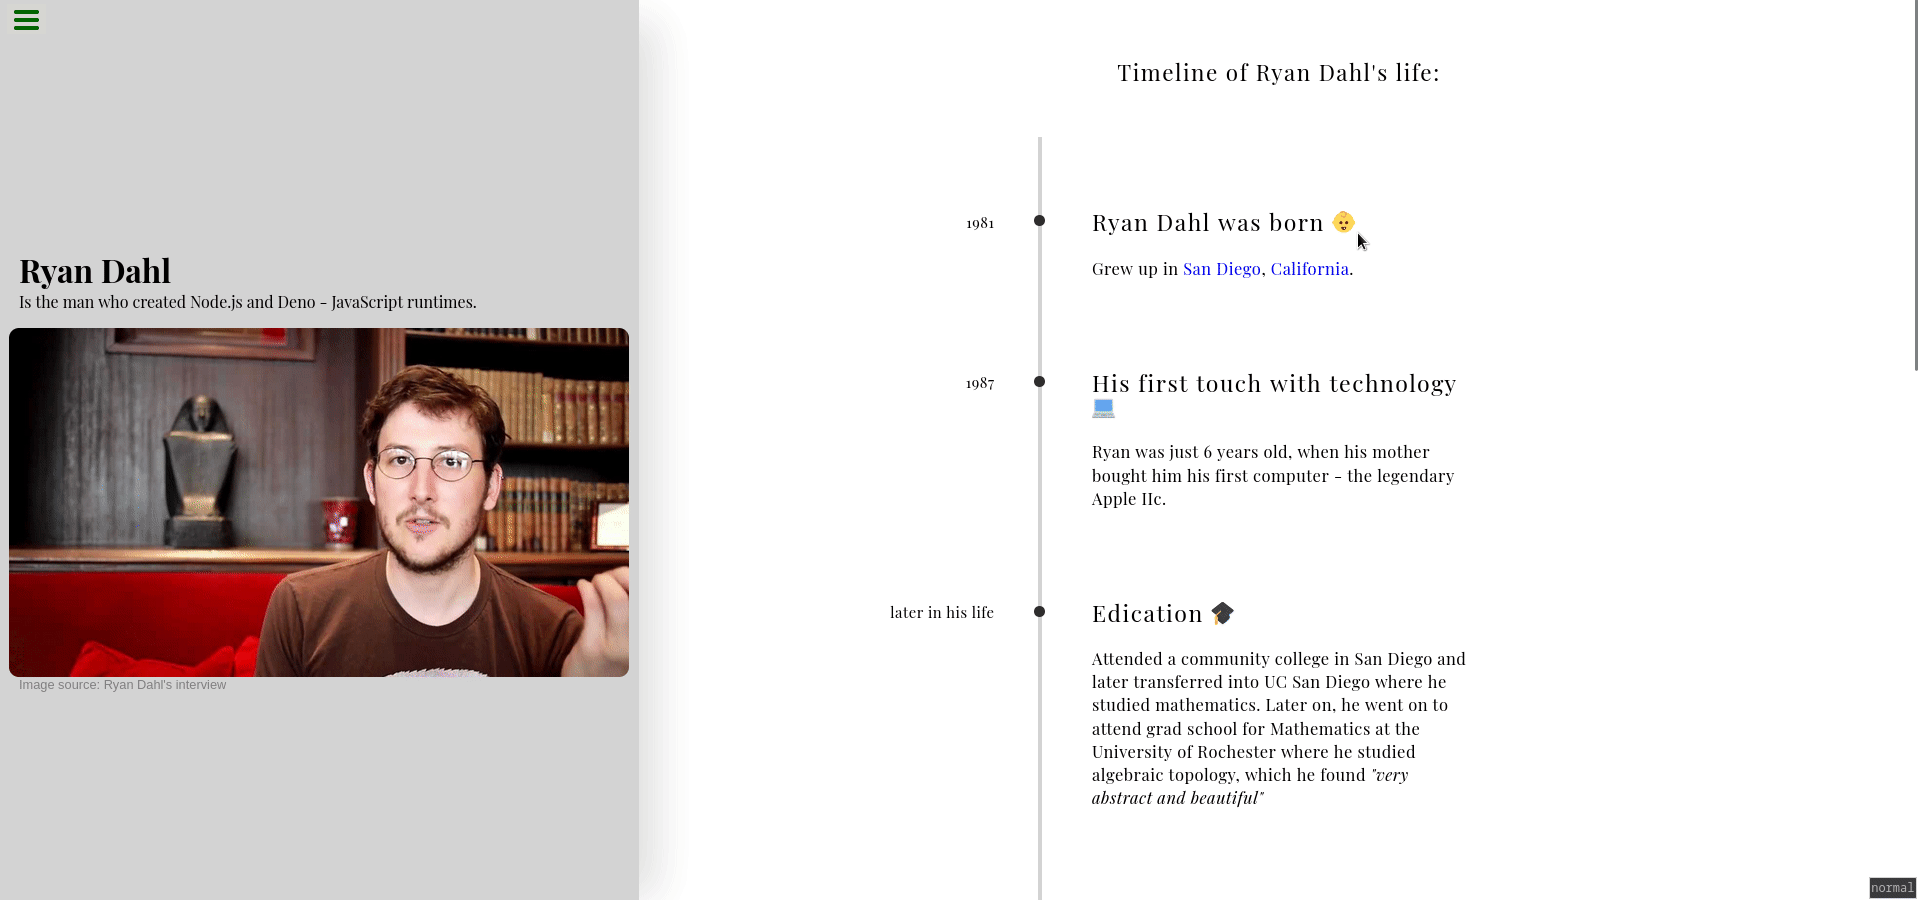 Ryan Dahl
Is the man who created Node.js and Deno - JavaScript runtimes.
Image source: Ryan Dahl's interview
Timeline of Ryan Dahl's life:
1981
Ryan Dahl was born 👶
Grew up in San Diego, California.
1987
His first touch with technology
💻
Ryan was just 6 years old, when his mother
bought him his first computer - the legendary
Apple IIc.
later in his life
Edication 🎓
Attended a community college in San Diego and
later transferred into UC San Diego where he
studied mathematics. Later on, he went on to
attend grad school for Mathematics at the
University of Rochester where he studied
algebraic topology, which he found "very
abstract and beautiful"
normal